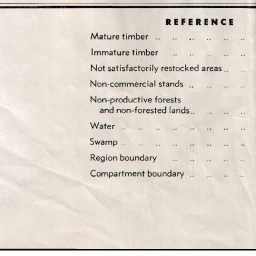 REFERENCE
Mature timber .. .. .. .. ..
Immature timber .. .. .. ..
Not satisfactorily restocked areas .. ..
Non-commercial stands .. .. .. ..
Non-productive forests
and non-forested lands .. .. .. ..
Water .. .. .. .. .. .. ..
Swamp .. .. .. .. .. .. ..
Region boundary .. .. .. ..
Compartment boundary .. .. .. ..